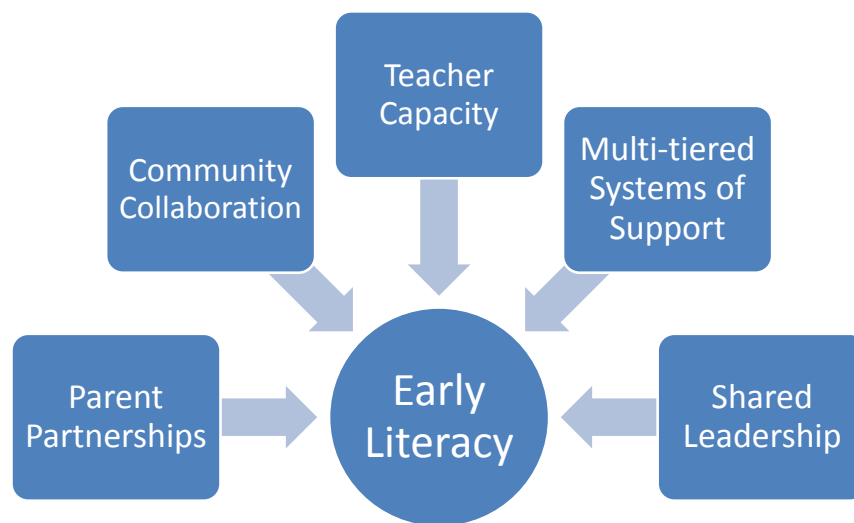 Teacher
Capacity
Community
Collaboration
Multi-tiered
Systems of
Support
Parent
Partnerships
Early
Literacy
Shared
Leadership